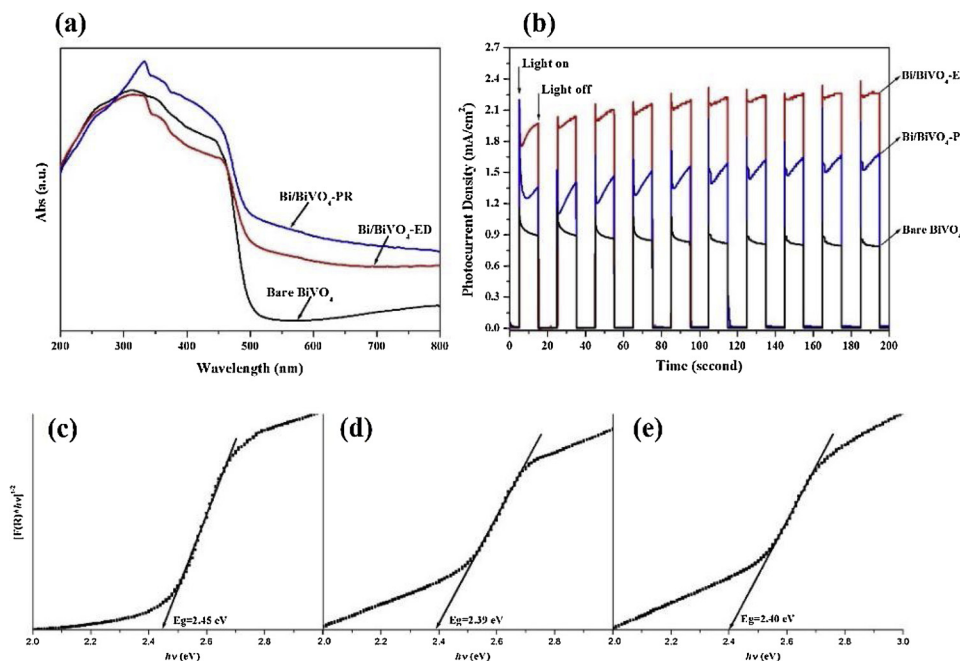 (a)
Abs (a.u.)
Bi/BiVO4-PR
Bi/BiVO4-ED
Bare BiVO4
200 300 400 500 600 700 800
Wavelength (nm)
(b)
Photocurrent Density (mA/cm2)
2.7
2.4
2.1
1.8
1.5
1.2
0.9
0.6
0.3
0.0
Light on
Light off
Bi/BiVO4-E
Bi/BiVO4-P
Bare BiVO4
0 20 40 60 80 100 120 140 160 180 200
Time (second)
(c)
[F(R)*hν]1/2
Eg=2.45 eV
2.0 2.2 2.4 2.6 2.8
hν (eV)
(d)
Eg=2.39 eV
2.0 2.2 2.4 2.6 2.8
hν (eV)
(e)
Eg=2.40 eV
2.0 2.2 2.4 2.6 2.8 3.0
hν (eV)